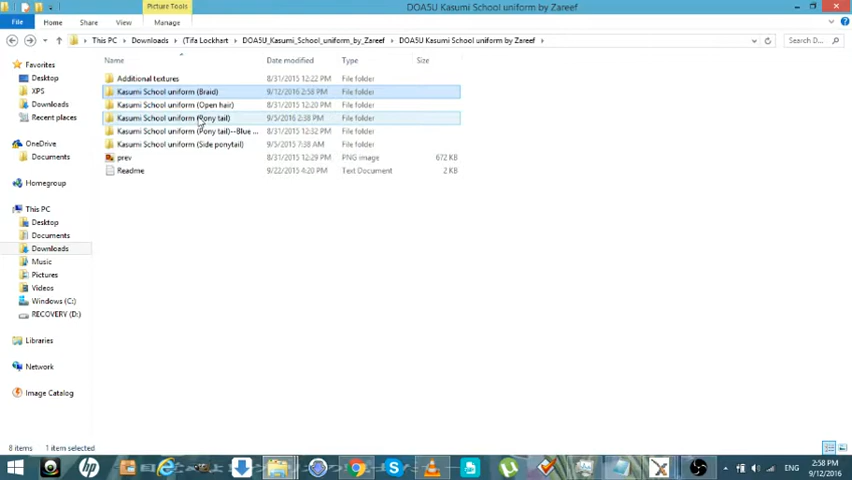 Picture Tools
DOA5U Kasumi School uniform by Zareef
File Home Share View Manage
This PC Downloads (Tifa Lockhart DOA5U_Kasumi_School_uniform_by_Zareef DOA5U Kasumi School uniform by Zareef Search D...
Name Date modified Type Size
Favorites
Desktop
XPS
Downloads
Recent places
OneDrive
Documents
Homegroup
This PC
Desktop
Documents
Downloads
Music
Pictures
Videos
Windows (C:)
RECOVERY (D:)
Libraries
Network
Image Catalog
Additional textures 8/31/2015 12:22 PM File folder
Kasumi School uniform (Braid) 9/12/2016 2:58 PM File folder
Kasumi School uniform (Open hair) 8/31/2015 12:20 PM File folder
Kasumi School uniform (Pony tail) 9/5/2016 2:38 PM File folder
Kasumi School uniform (Pony tail)--Blue ... 8/31/2015 12:32 PM File folder
Kasumi School uniform (Side ponytail) 9/5/2015 7:38 AM File folder
prev 8/31/2015 12:29 PM PNG image 672 KB
Readme 9/22/2015 4:20 PM Text Document 2 KB
8 items 1 item selected
ENG 2:58 PM
9/12/2016